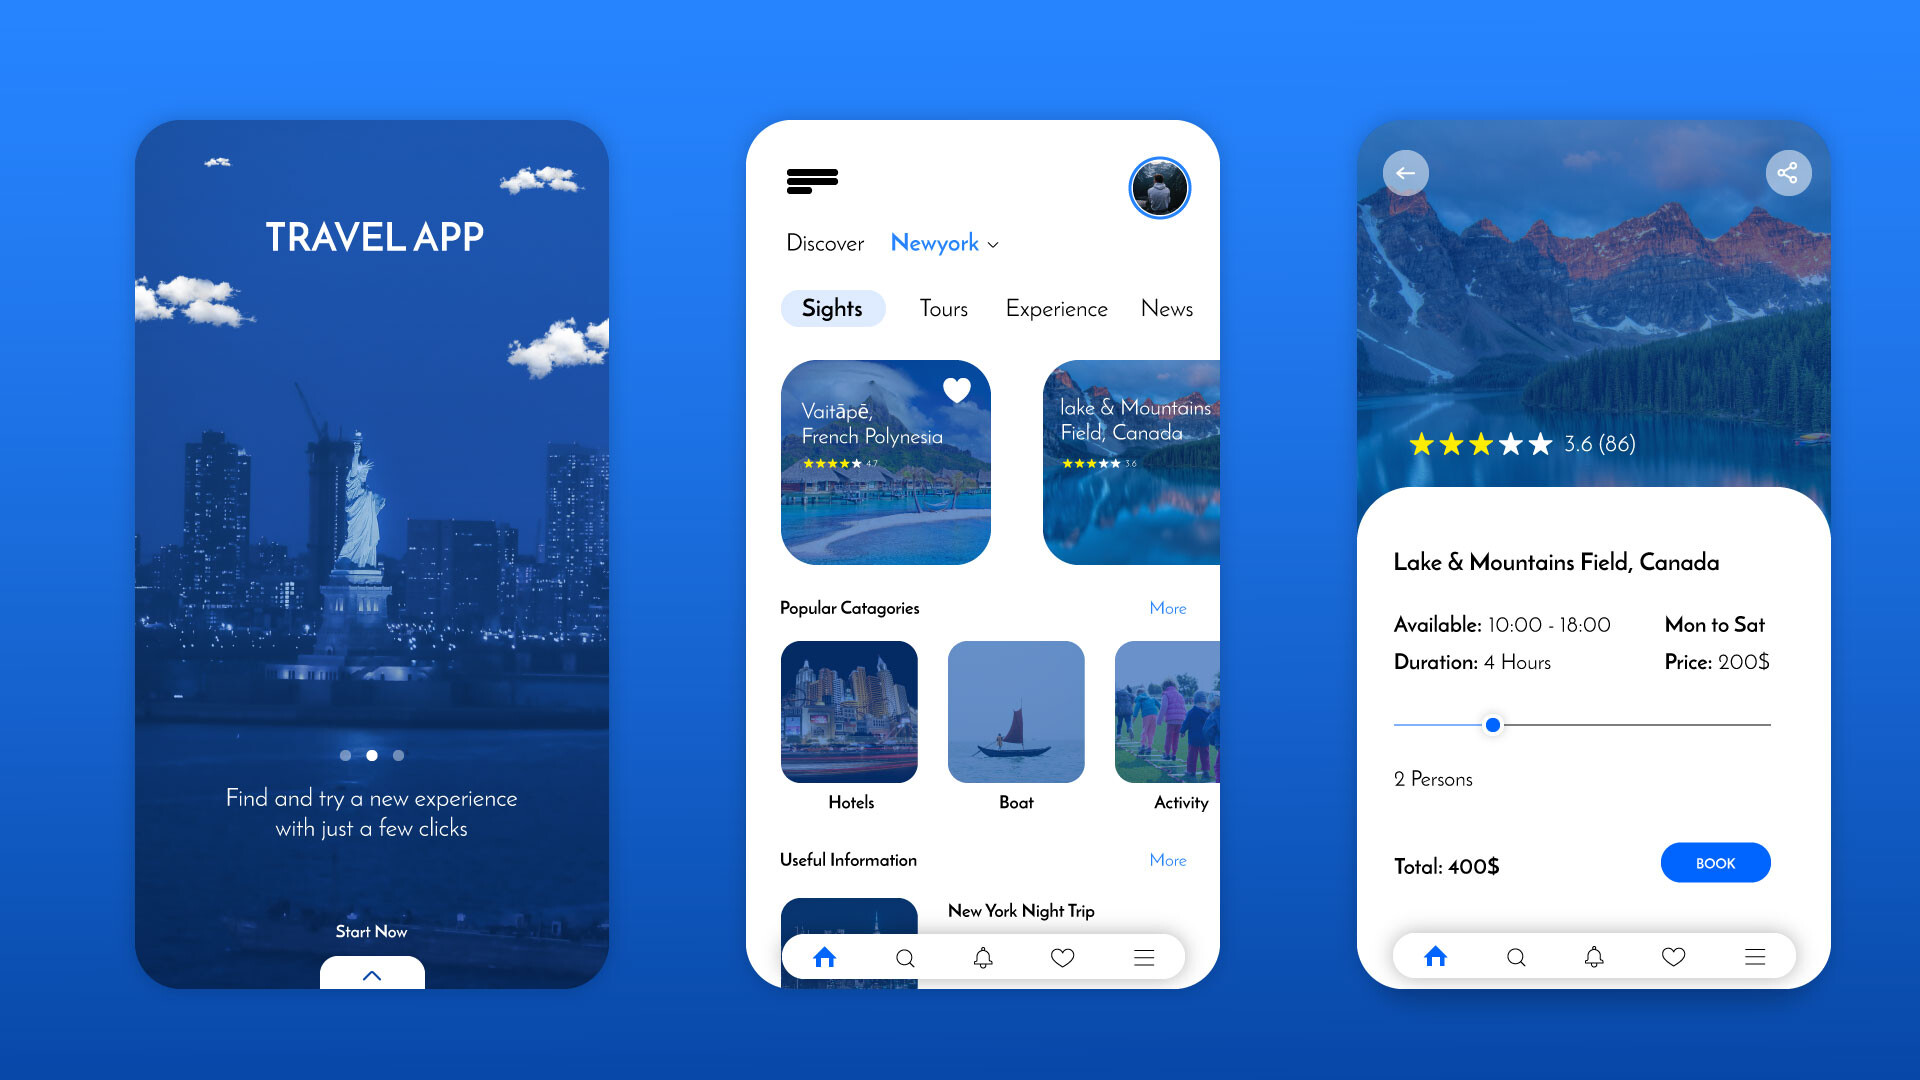 TRAVEL APP
Find and try a new experience
with just a few clicks
Start Now
Discover Newyork
Sights Tours Experience News
Vaitāpē,
French Polynesia
4.7
lake & Mountains
Field, Canada
3.6
Popular Catagories More
Hotels Boat Activity
Useful Information More
New York Night Trip
3.6 (86)
Lake & Mountains Field, Canada
Available: 10:00 - 18:00 Mon to Sat
Duration: 4 Hours Price: 200$
2 Persons
Total: 400$ BOOK